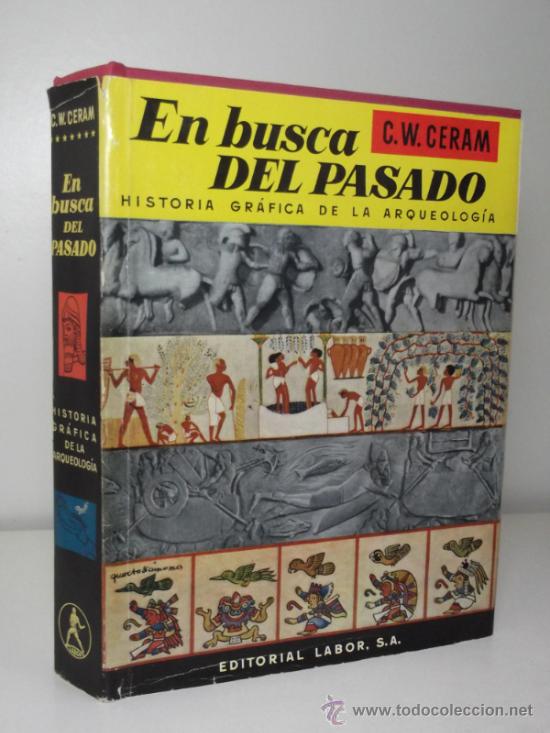 C.W. CERAM
En
busca
DEL
PASADO
HISTORIA
GRÁFICA
DE LA
ARQUEOLOGÍA
LABOR
En busca
C.W. CERAM
DEL PASADO
HISTORIA GRÁFICA DE LA ARQUEOLOGÍA
EDITORIAL LABOR, S.A.
© www.todocoleccion.net